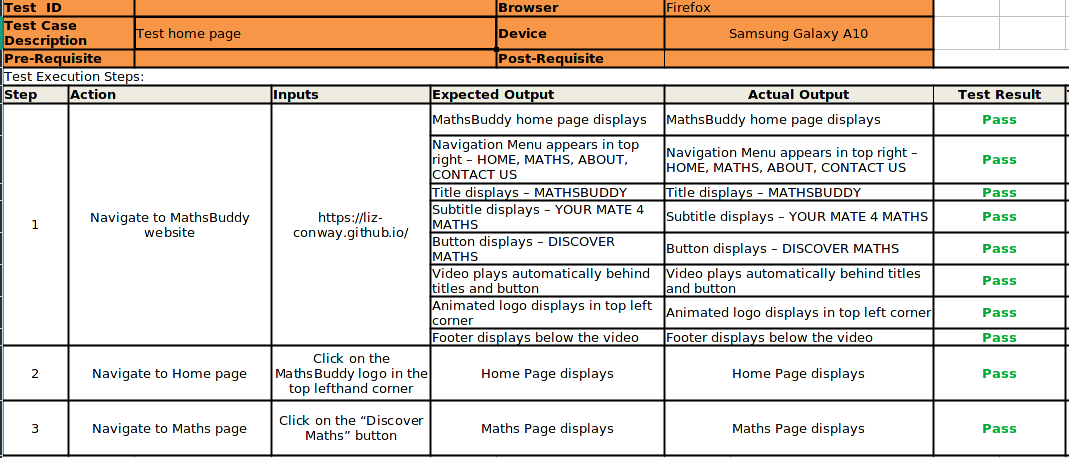 Test  ID
Browser
Firefox
Test Case
Description
Test home page
Device
Samsung Galaxy A10
Pre-Requisite
Post-Requisite
Test Execution Steps:
Step
Action
Inputs
Expected Output
Actual Output
Test Result
1
Navigate to MathsBuddy
website
https://liz-
conway.github.io/
MathsBuddy home page displays
MathsBuddy home page displays
Pass
Navigation Menu appears in top
right – HOME, MATHS, ABOUT,
CONTACT US
Navigation Menu appears in top right –
HOME, MATHS, ABOUT, CONTACT US
Pass
Title displays – MATHSBUDDY
Title displays – MATHSBUDDY
Pass
Subtitle displays – YOUR MATE 4
MATHS
Subtitle displays – YOUR MATE 4 MATHS
Pass
Button displays – DISCOVER
MATHS
Button displays – DISCOVER MATHS
Pass
Video plays automatically behind
titles and button
Video plays automatically behind titles
and button
Pass
Animated logo displays in top left
corner
Animated logo displays in top left corner
Pass
Footer displays below the video
Footer displays below the video
Pass
2
Navigate to Home page
Click on the
MathsBuddy logo in the
top lefthand corner
Home Page displays
Home Page displays
Pass
3
Navigate to Maths page
Click on the “Discover
Maths” button
Maths Page displays
Maths Page displays
Pass